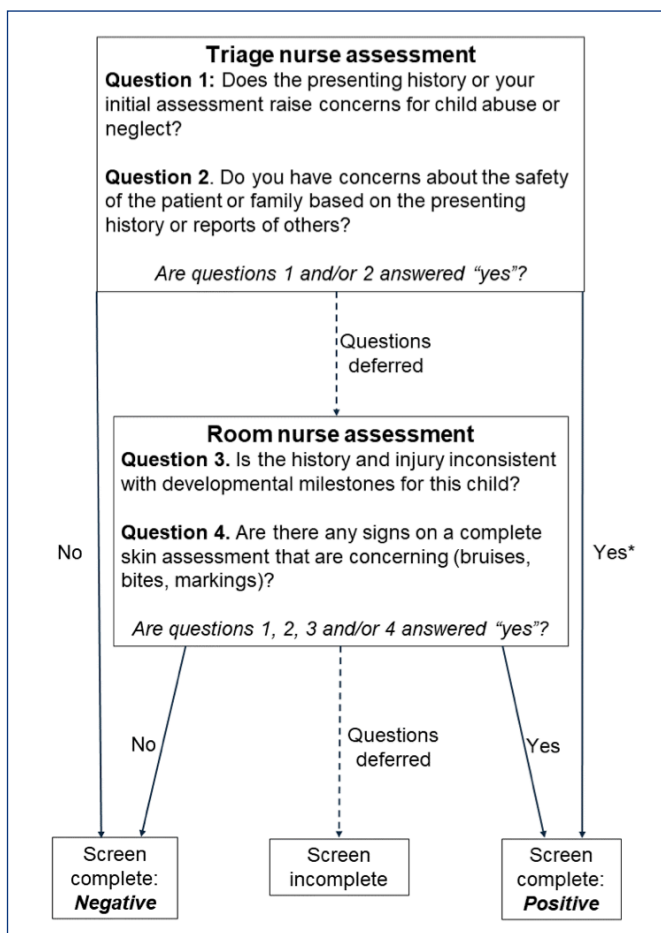 Triage nurse assessment
Question 1: Does the presenting history or your
initial assessment raise concerns for child abuse or
neglect?
Question 2. Do you have concerns about the safety
of the patient or family based on the presenting
history or reports of others?
Are questions 1 and/or 2 answered “yes”?
Questions
deferred
Room nurse assessment
Question 3. Is the history and injury inconsistent
with developmental milestones for this child?
Question 4. Are there any signs on a complete
skin assessment that are concerning (bruises,
bites, markings)?
Are questions 1, 2, 3 and/or 4 answered “yes”?
No
Yes*
No
Questions
deferred
Yes
Screen
complete:
Negative
Screen
incomplete
Screen
complete:
Positive